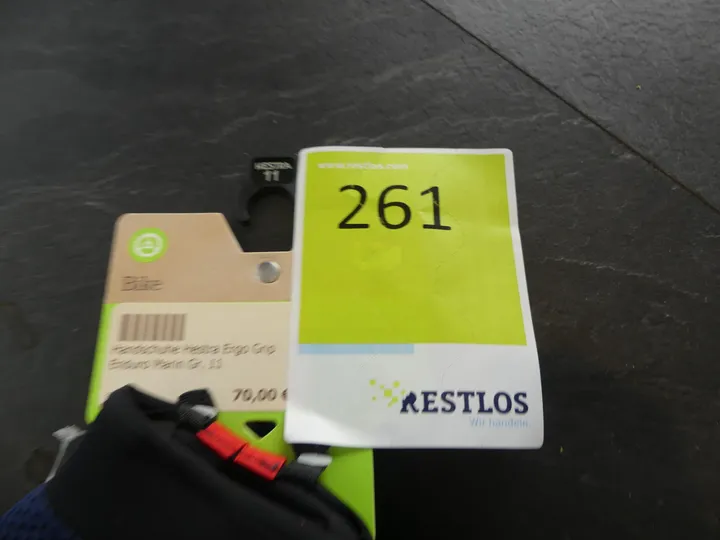 HESTRA
11
www.restlos.com
261
Bike
Handschuhe Hestra Ergo Grip
Enduro Mann Gr. 11
70,00 €
RESTLOS
Wir handeln